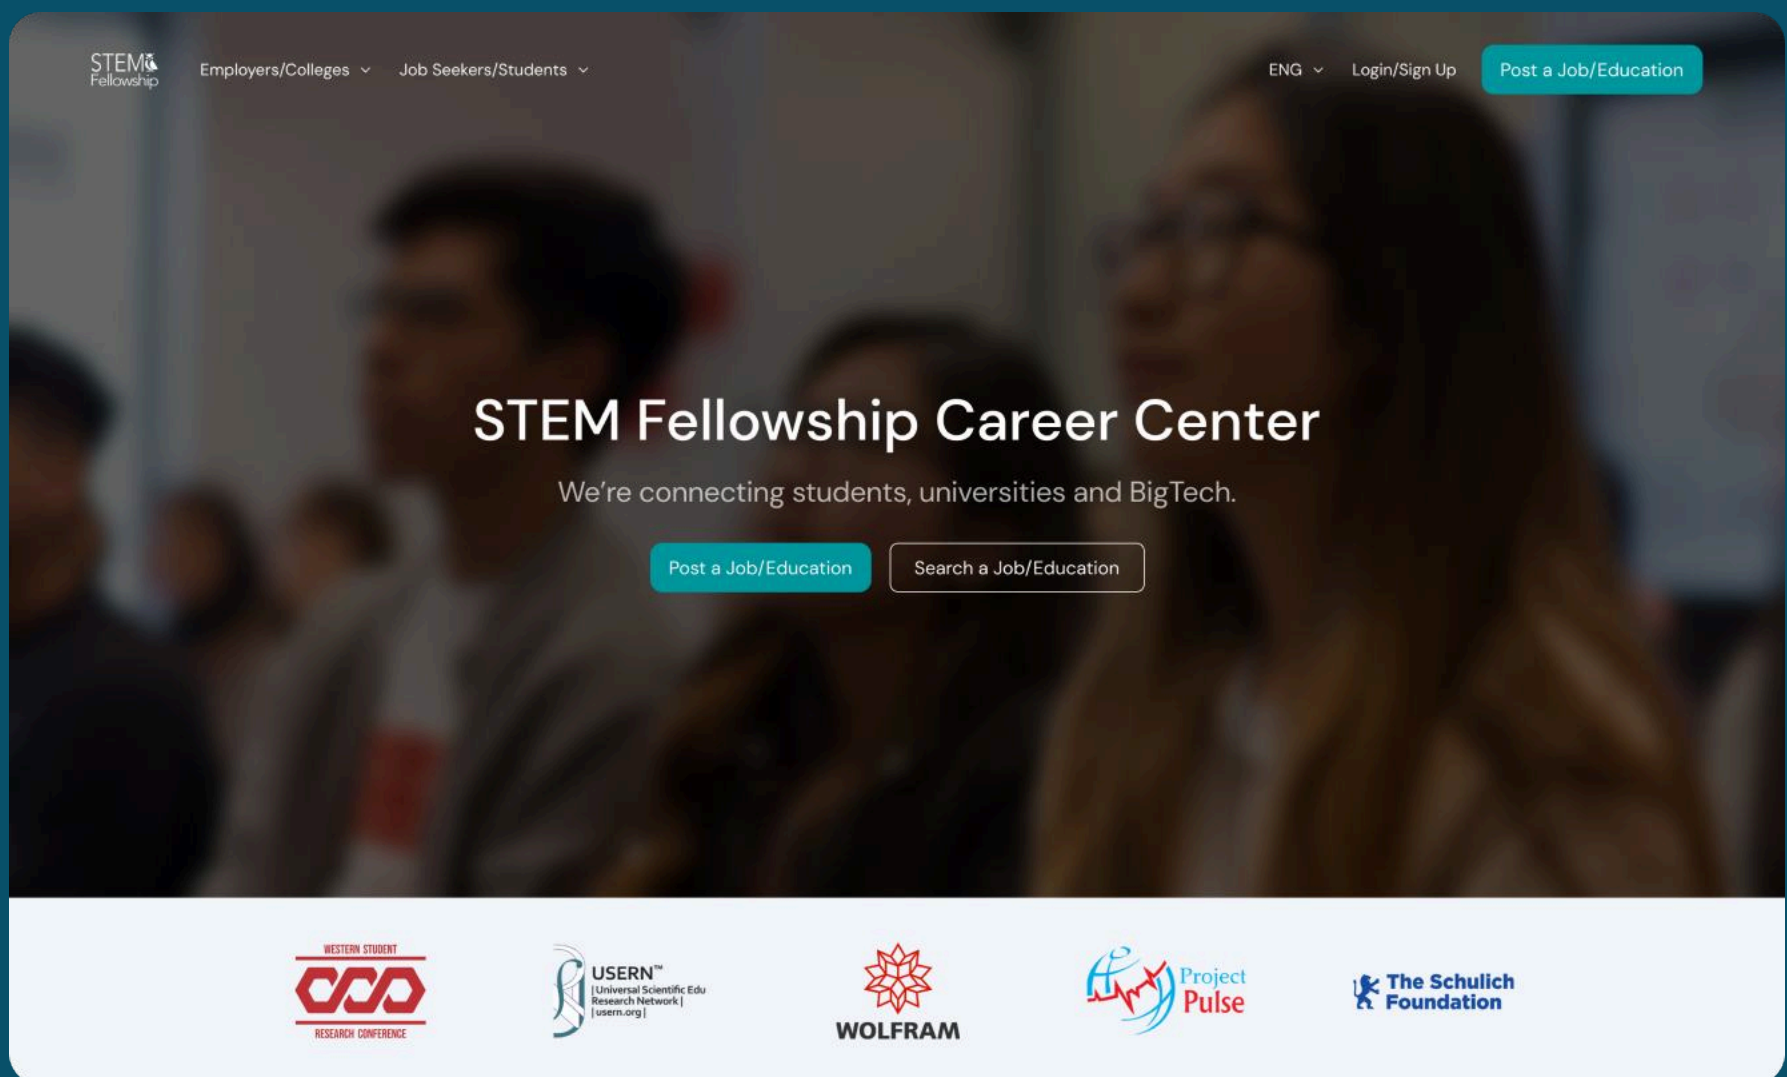 STEM
Fellowship
Employers/Colleges
Job Seekers/Students
ENG
Login/Sign Up
Post a Job/Education
STEM Fellowship Career Center
We're connecting students, universities and BigTech.
Post a Job/Education
Search a Job/Education
WESTERN STUDENT
RESEARCH CONFERENCE
USERN™
|Universal Scientific Edu
Research Network|
|usern.org|
WOLFRAM
Project
Pulse
The Schulich
Foundation